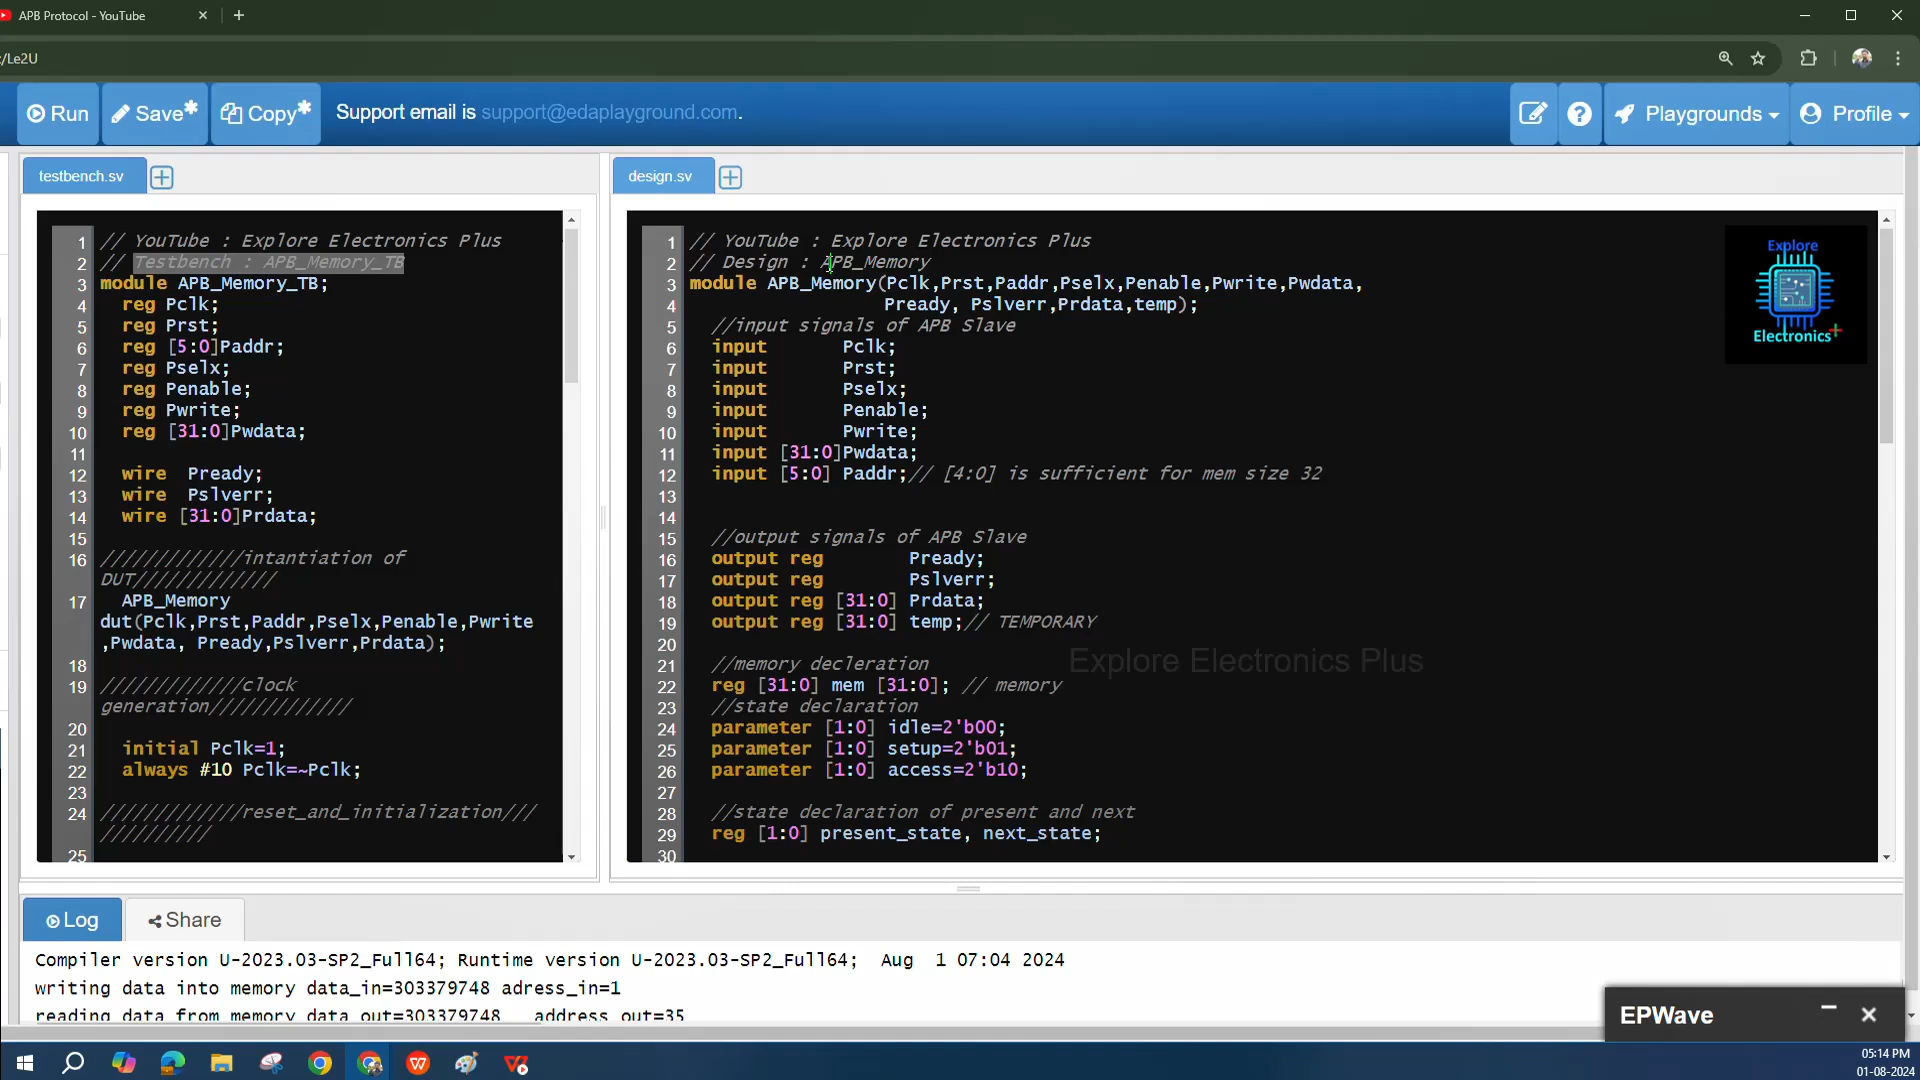 APB Protocol - YouTube
:/Le2U
Run
Save*
Copy*
Support email is support@edaplayground.com.
Playgrounds
Profile
testbench.sv
design.sv
1 // YouTube : Explore Electronics Plus
2 // Testbench : APB_Memory_TB
3 module APB_Memory_TB;
4 reg Pclk;
5 reg Prst;
6 reg [5:0]Paddr;
7 reg Pselx;
8 reg Penable;
9 reg Pwrite;
10 reg [31:0]Pwdata;
11
12 wire Pready;
13 wire Pslverr;
14 wire [31:0]Prdata;
15
16 /////////////intantiation of
DUT/////////////
17 APB_Memory
dut(Pclk,Prst,Paddr,Pselx,Penable,Pwrite
,Pwdata, Pready,Pslverr,Prdata);
18
19 /////////////clock
generation/////////////
20
21 initial Pclk=1;
22 always #10 Pclk=~Pclk;
23
24 /////////////reset_and_initialization///
//////////
25
1 // YouTube : Explore Electronics Plus
2 // Design : APB_Memory
3 module APB_Memory(Pclk,Prst,Paddr,Pselx,Penable,Pwrite,Pwdata,
4 Pready, Pslverr,Prdata,temp);
5 //input signals of APB Slave
6 input Pclk;
7 input Prst;
8 input Pselx;
9 input Penable;
10 input Pwrite;
11 input [31:0]Pwdata;
12 input [5:0] Paddr;// [4:0] is sufficient for mem size 32
13
14
15 //output signals of APB Slave
16 output reg Pready;
17 output reg Pslverr;
18 output reg [31:0] Prdata;
19 output reg [31:0] temp;// TEMPORARY
20
21 //memory decleration
22 reg [31:0] mem [31:0]; // memory
23 //state declaration
24 parameter [1:0] idle=2'b00;
25 parameter [1:0] setup=2'b01;
26 parameter [1:0] access=2'b10;
27
28 //state declaration of present and next
29 reg [1:0] present_state, next_state;
30
Explore
Electronics+
Explore Electronics Plus
Log
Share
Compiler version U-2023.03-SP2_Full64; Runtime version U-2023.03-SP2_Full64; Aug 1 07:04 2024
writing data into memory data_in=303379748 adress_in=1
reading data from memory data_out=303379748 address_out=35
EPWave
05:14 PM
01-08-2024